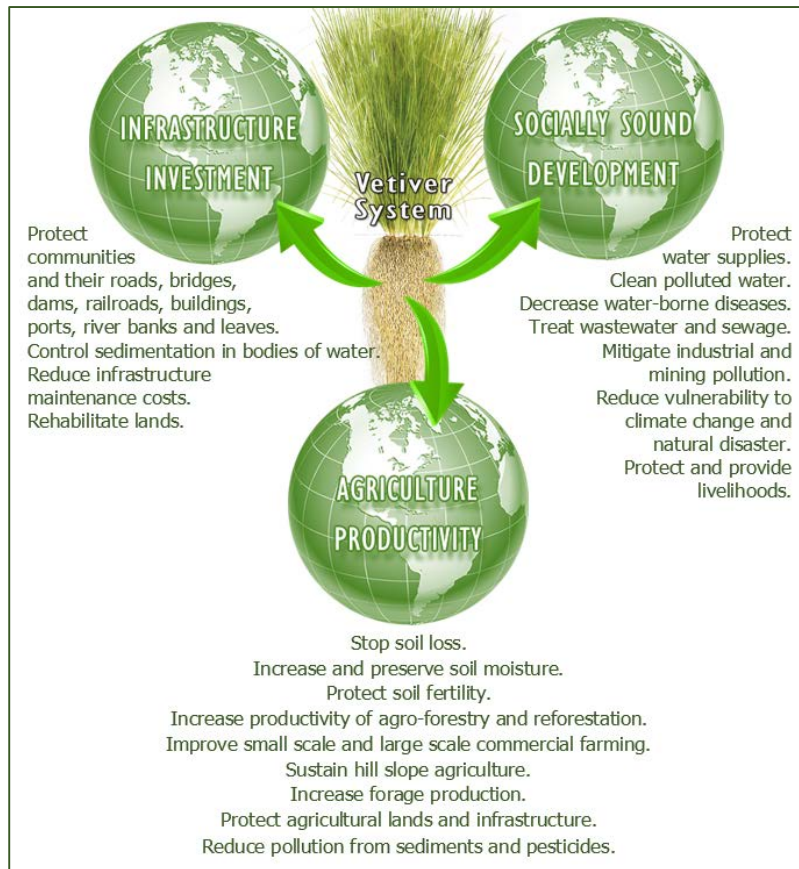 INFRASTRUCTURE
INVESTMENT
Vetiver
System
SOCIALLY SOUND
DEVELOPMENT
Protect
communities
and their roads, bridges,
dams, railroads, buildings,
ports, river banks and leaves.
Control sedimentation in bodies of water.
Reduce infrastructure
maintenance costs.
Rehabilitate lands.
Protect
water supplies.
Clean polluted water.
Decrease water-borne diseases.
Treat wastewater and sewage.
Mitigate industrial and
mining pollution.
Reduce vulnerability to
climate change and
natural disaster.
Protect and provide
livelihoods.
AGRICULTURE
PRODUCTIVITY
Stop soil loss.
Increase and preserve soil moisture.
Protect soil fertility.
Increase productivity of agro-forestry and reforestation.
Improve small scale and large scale commercial farming.
Sustain hill slope agriculture.
Increase forage production.
Protect agricultural lands and infrastructure.
Reduce pollution from sediments and pesticides.